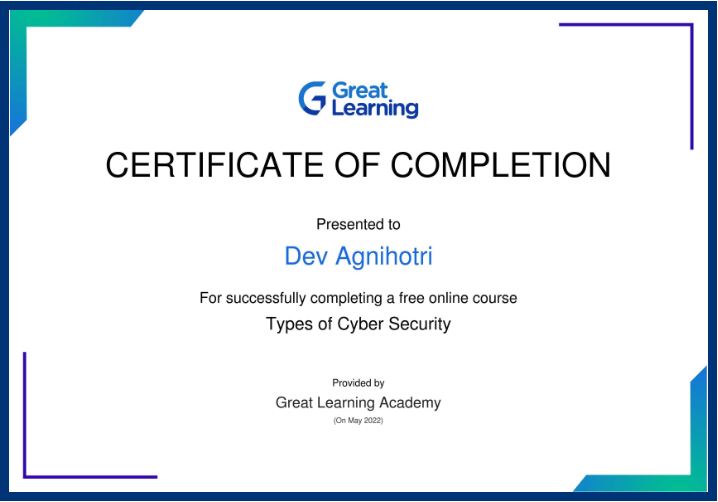 Great
Learning
CERTIFICATE OF COMPLETION
Presented to
Dev Agnihotri
For successfully completing a free online course
Types of Cyber Security
Provided by
Great Learning Academy
(On May 2022)